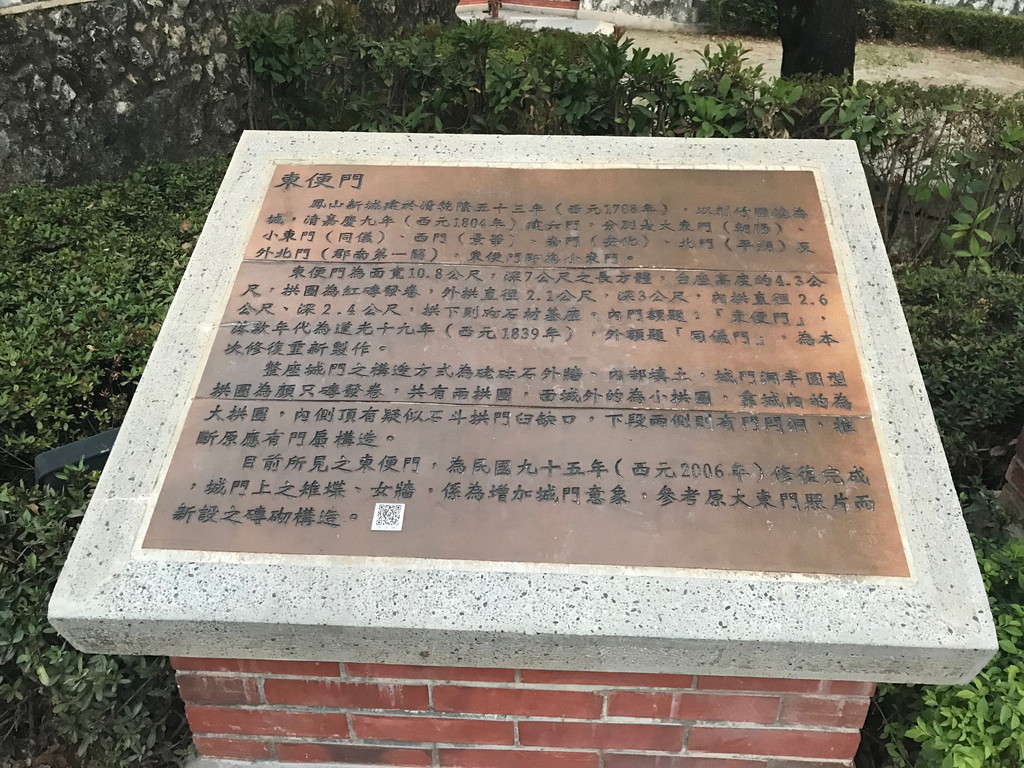 東便門
鳳山新城建於清乾隆五十三年（西元1788年），以莿竹圍繞為
城，清嘉慶九年（西元1804年）建六門，分別是大東門（朝陽）、
小東門（同儀）、西門（景華）、南門（安化）、北門（平朔）及
外北門（郡南第一關），東便門即為小東門。
東便門為面寬10.8公尺，深7公尺之長方體，台座高度約4.3公
尺，拱圈為紅磚發卷，外拱直徑2.1公尺，深3公尺，內拱直徑2.6
公尺、深2.4公尺，拱下則砌石材基座。內門額題：「東便門」，
落款年代為道光十九年（西元1839年） 外額題「同儀門」，為本
次修復重新製作。
整座城門之構造方式為硓𥑮石外牆、內部填土，城門洞半圓型
拱圈為顏只磚發卷，共有兩拱圈，面城外的為小拱圈，靠城內的為
大拱圈，內側頂有疑似石斗拱門臼缺口，下段兩側則有門閂洞，推
斷原應有門扇構造。
目前所見之東便門，為民國九十五年（西元2006年）修復完成
，城門上之雉堞、女牆，係為增加城門意象，參考原大東門照片而
新設之磚砌構造。